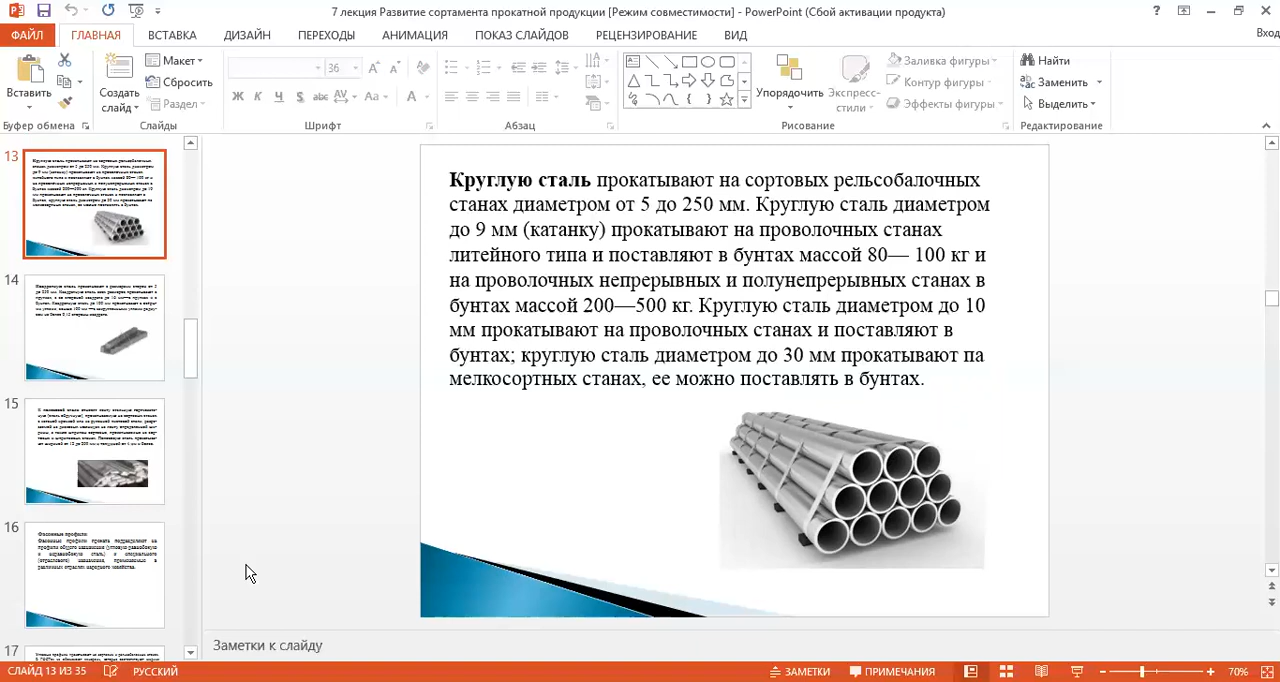 7 лекция Развитие сортамента прокатной продукции [Режим совместимости] - PowerPoint (Сбой активации продукта)
ФАЙЛ ГЛАВНАЯ ВСТАВКА ДИЗАЙН ПЕРЕХОДЫ АНИМАЦИЯ ПОКАЗ СЛАЙДОВ РЕЦЕНЗИРОВАНИЕ ВИД Вход
Вставить
Создать слайд
Макет
Сбросить
Раздел
36
Ж К Ч S abc AV Aa A
Упорядочить
Экспресс-стили
Заливка фигуры
Контур фигуры
Эффекты фигуры
Найти
Заменить
Выделить
Буфер обмена Слайды Шрифт Абзац Рисование Редактирование
13
14
15
16
Фасонные профили
17
Круглую сталь прокатывают на сортовых рельсобалочных
станах диаметром от 5 до 250 мм. Круглую сталь диаметром
до 9 мм (катанку) прокатывают на проволочных станах
литейного типа и поставляют в бунтах массой 80— 100 кг и
на проволочных непрерывных и полунепрерывных станах в
бунтах массой 200—500 кг. Круглую сталь диаметром до 10
мм прокатывают на проволочных станах и поставляют в
бунтах; круглую сталь диаметром до 30 мм прокатывают па
мелкосортных станах, ее можно поставлять в бунтах.
Заметки к слайду
СЛАЙД 13 ИЗ 35 РУССКИЙ ЗАМЕТКИ ПРИМЕЧАНИЯ 70%